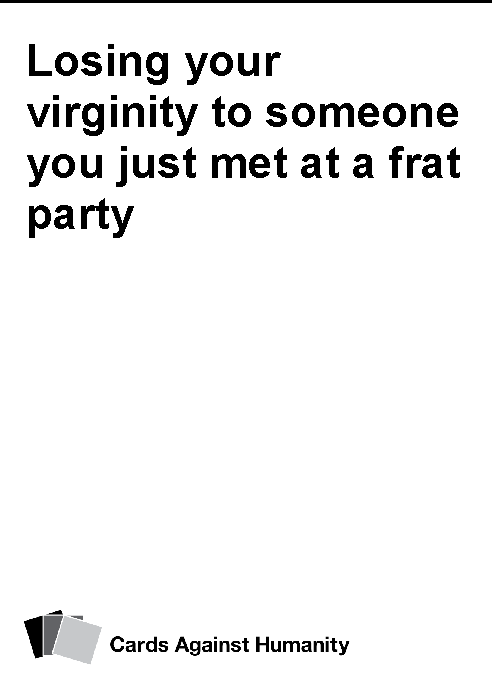 Losing your
virginity to someone
you just met at a frat
party
Cards Against Humanity